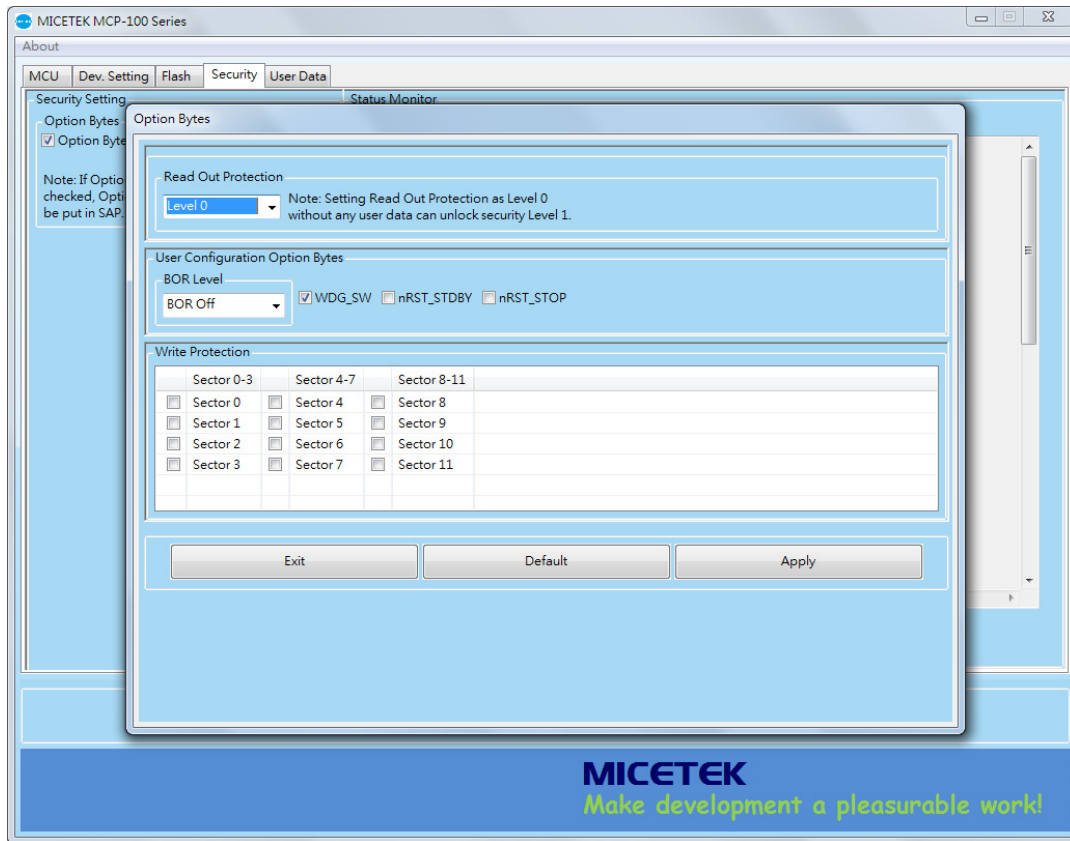 MICETEK MCP-100 Series
About
MCU Dev. Setting Flash Security User Data
Security Setting Status Monitor
Option Bytes
Option Byte
Note: If Optio
checked, Opti
be put in SAP.
Option Bytes
Read Out Protection
Level 0
Note: Setting Read Out Protection as Level 0
without any user data can unlock security Level 1.
User Configuration Option Bytes
BOR Level
BOR Off
WDG_SW nRST_STDBY nRST_STOP
Write Protection
Sector 0-3 Sector 4-7 Sector 8-11
Sector 0 Sector 4 Sector 8
Sector 1 Sector 5 Sector 9
Sector 2 Sector 6 Sector 10
Sector 3 Sector 7 Sector 11
Exit Default Apply
MICETEK
Make development a pleasurable work!